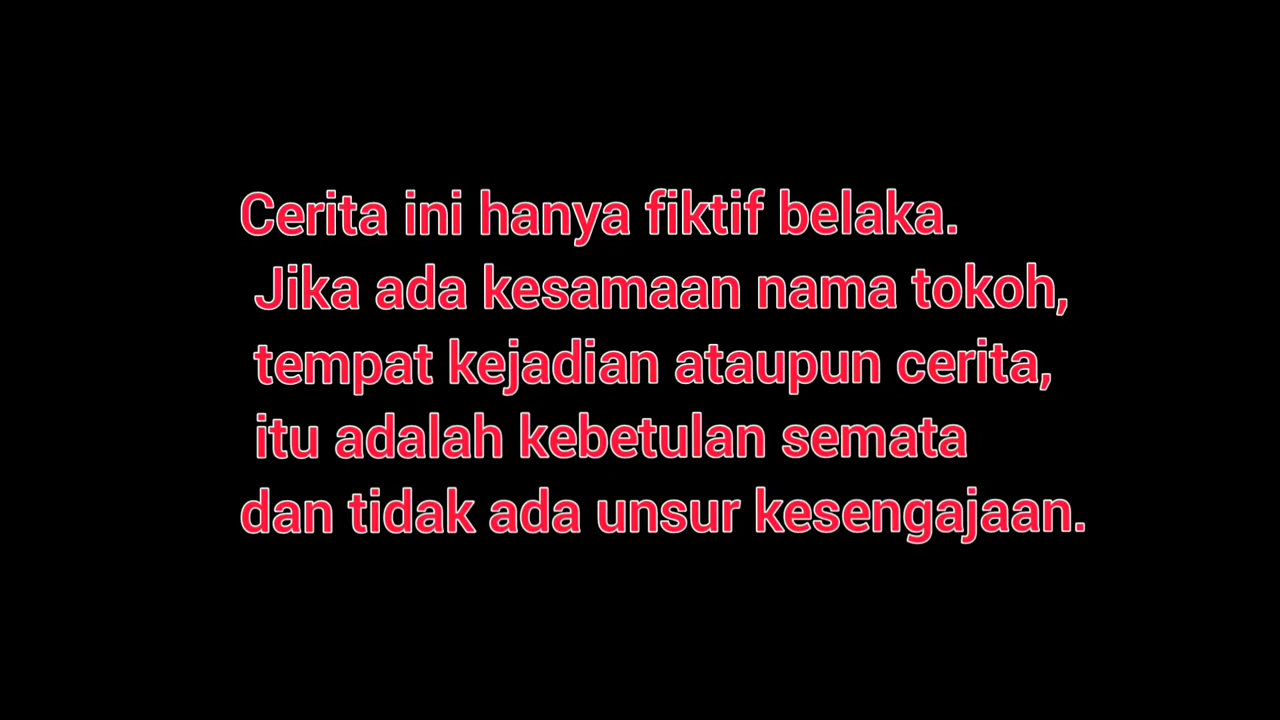 Cerita ini hanya fiktif belaka.
Jika ada kesamaan nama tokoh,
tempat kejadian ataupun cerita,
itu adalah kebetulan semata
dan tidak ada unsur kesengajaan.